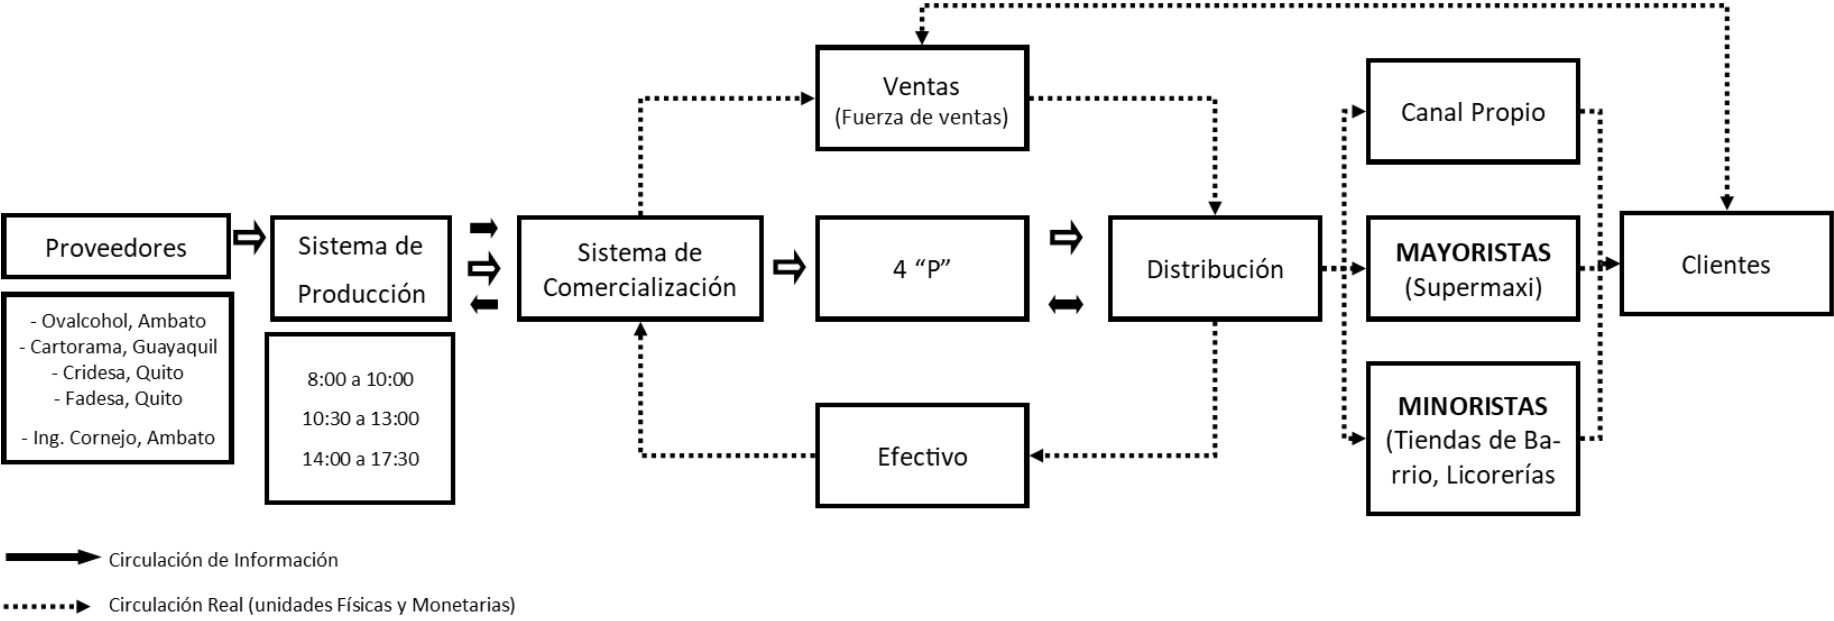 Ventas
(Fuerza de ventas)
Canal Propio
Proveedores
- Ovalcohol, Ambato
- Cartorama, Guayaquil
- Cridesa, Quito
- Fadesa, Quito
- Ing. Cornejo, Ambato
Sistema de
Producción
8:00 a 10:00
10:30 a 13:00
14:00 a 17:30
Sistema de
Comercialización
4 “P”
Distribución
MAYORISTAS
(Supermaxi)
Clientes
Efectivo
MINORISTAS
(Tiendas de Ba-
rrio, Licorerías
Circulación de Información
Circulación Real (unidades Físicas y Monetarias)